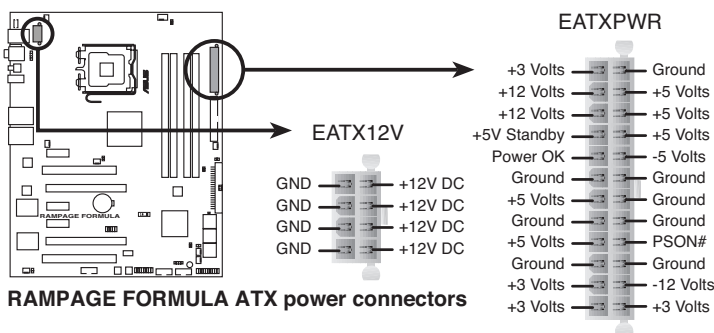 EATXPWR
+3 Volts Ground
+12 Volts +5 Volts
+12 Volts +5 Volts
+5V Standby +5 Volts
Power OK -5 Volts
Ground Ground
+5 Volts Ground
Ground Ground
+5 Volts PSON#
Ground Ground
+3 Volts -12 Volts
+3 Volts +3 Volts
EATX12V
GND +12V DC
GND +12V DC
GND +12V DC
GND +12V DC
ASUS
RAMPAGE FORMULA
RAMPAGE FORMULA ATX power connectors